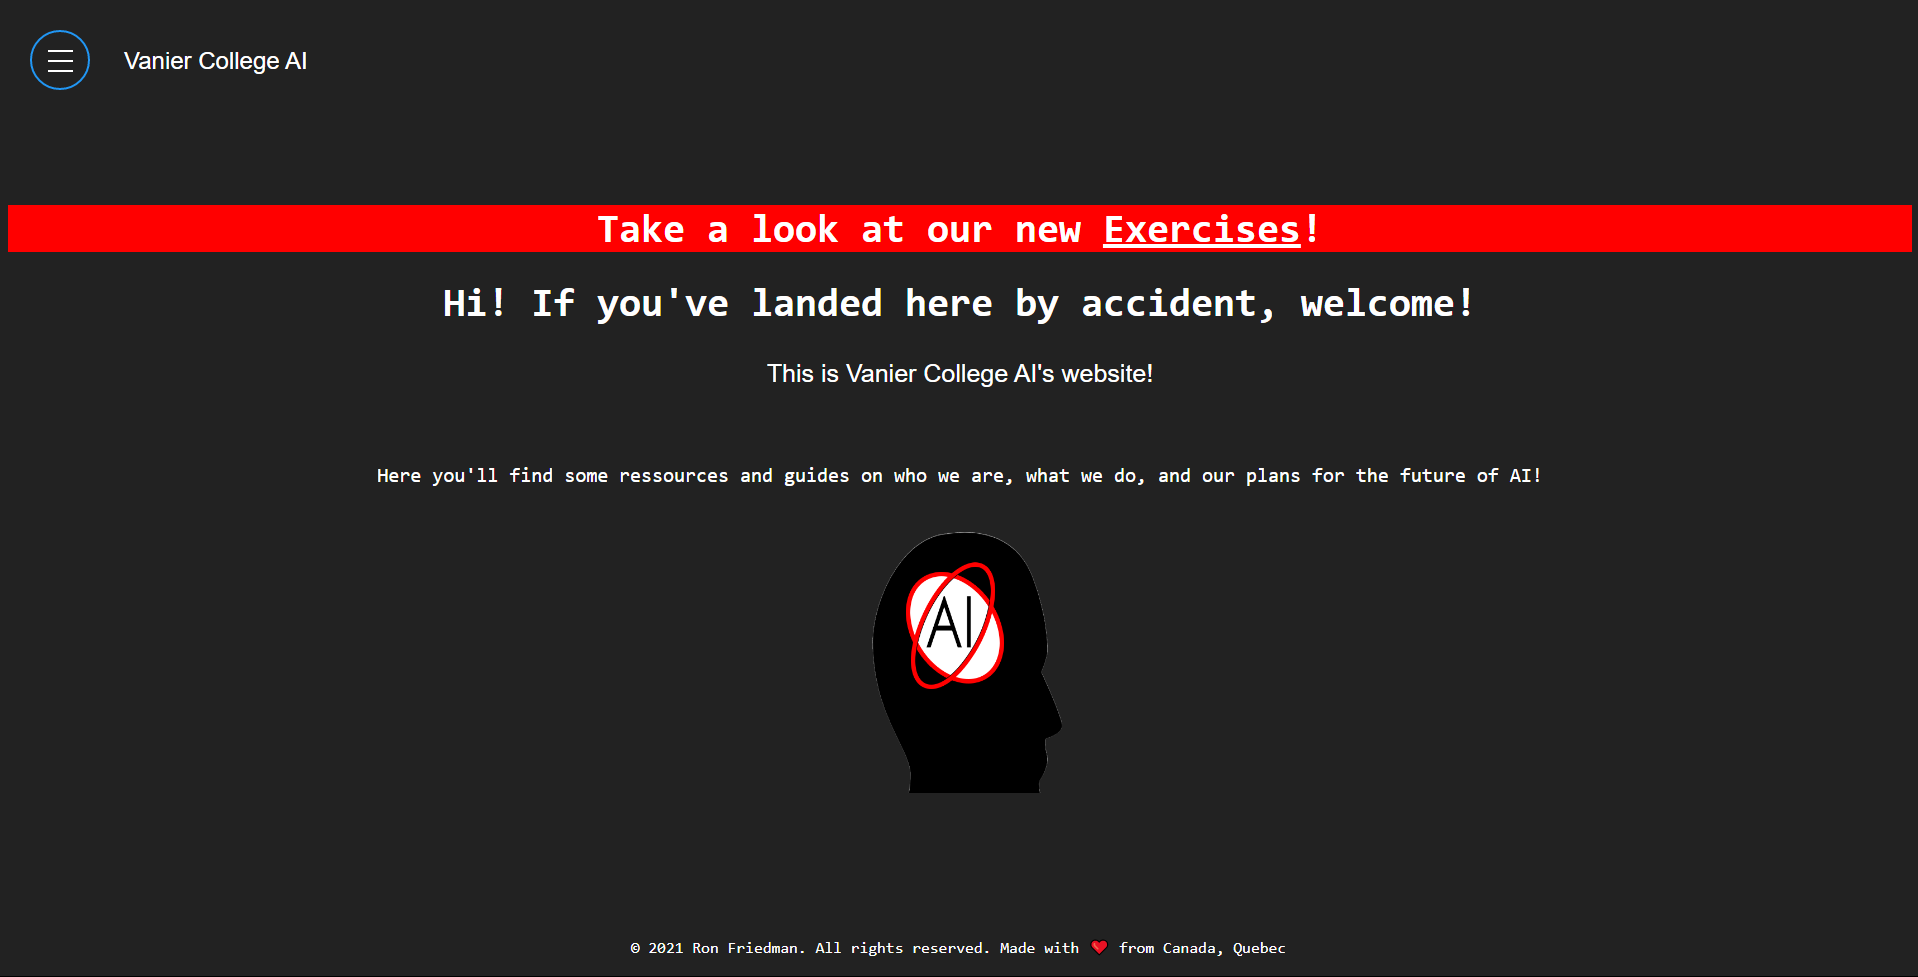 Vanier College AI
Take a look at our new Exercises!
Hi! If you've landed here by accident, welcome!
This is Vanier College AI's website!
Here you'll find some ressources and guides on who we are, what we do, and our plans for the future of AI!
AI
© 2021 Ron Friedman. All rights reserved. Made with ❤️ from Canada, Quebec